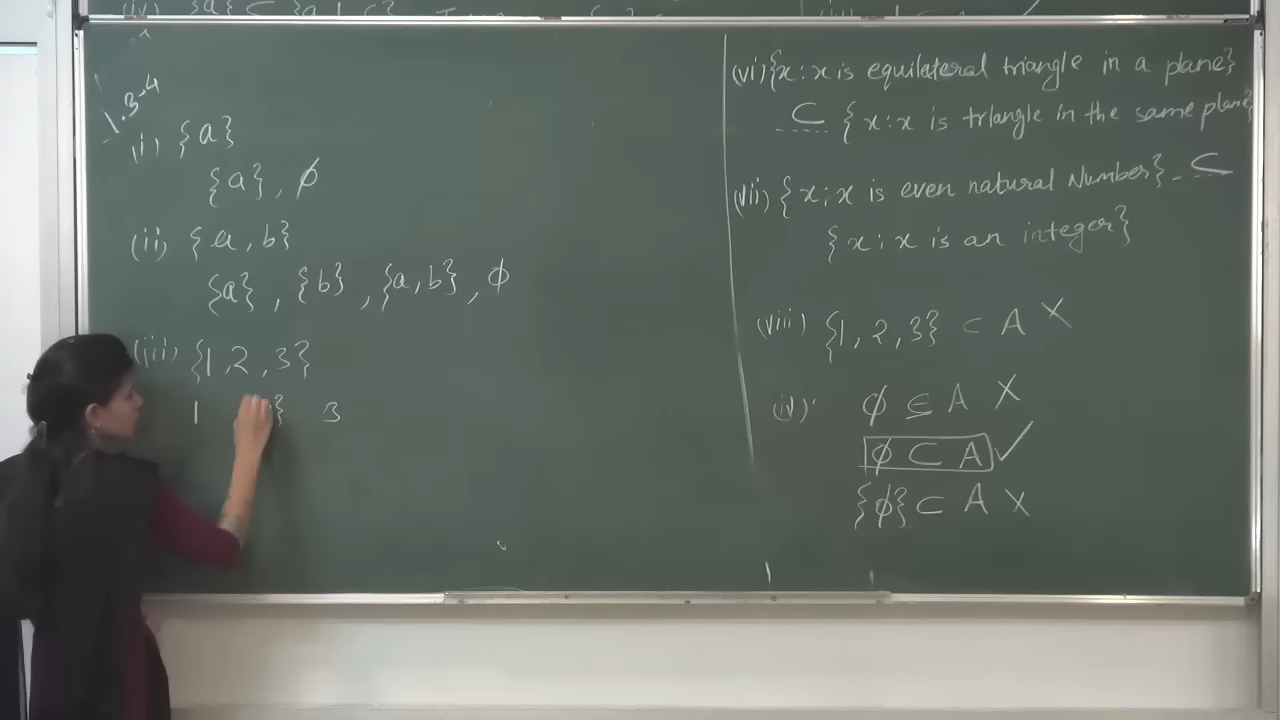 1.3-4
(i) {a}
{a}, ϕ
(ii) {a, b}
{a}, {b}, {a, b}, ϕ
(iii) {1, 2, 3}
1 } 3
(vi) {x : x is equilateral triangle in a plane}
⊂ {x : x is triangle in the same plane}
(vii) {x ; x is even natural Number} ⊂
{x : x is an integer}
(viii) {1, 2, 3} ⊂ A X
(iv) ϕ ⊆ A X
ϕ ⊂ A ✓
{ϕ} ⊂ A X